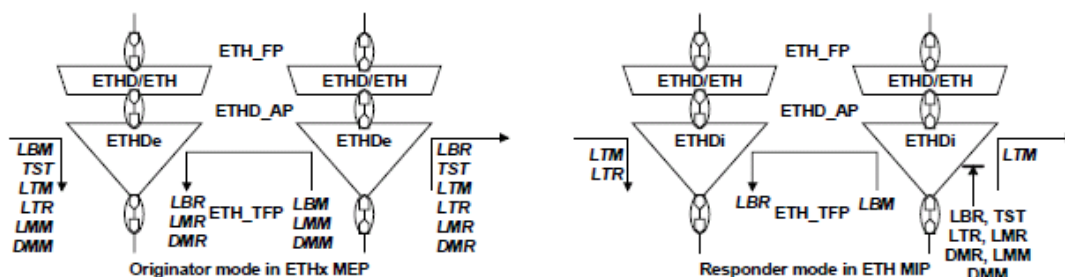 ETH_FP ETH_FP
ETHD/ETH ETHD/ETH ETHD/ETH ETHD/ETH
ETHD_AP ETHD_AP
ETHDe ETHDe ETHDi ETHDi
LBM LBR LTM LTM
TST TST LTR
LTM LTM
LTR LBR LBM LTR LBR LBM
LMM LMR ETH_TFP LMM LMR ETH_TFP LBR, TST
DMM DMR DMM DMR LTR, LMR
DMR, LMM
Originator mode in ETHx MEP Responder mode in ETH MIP DMM